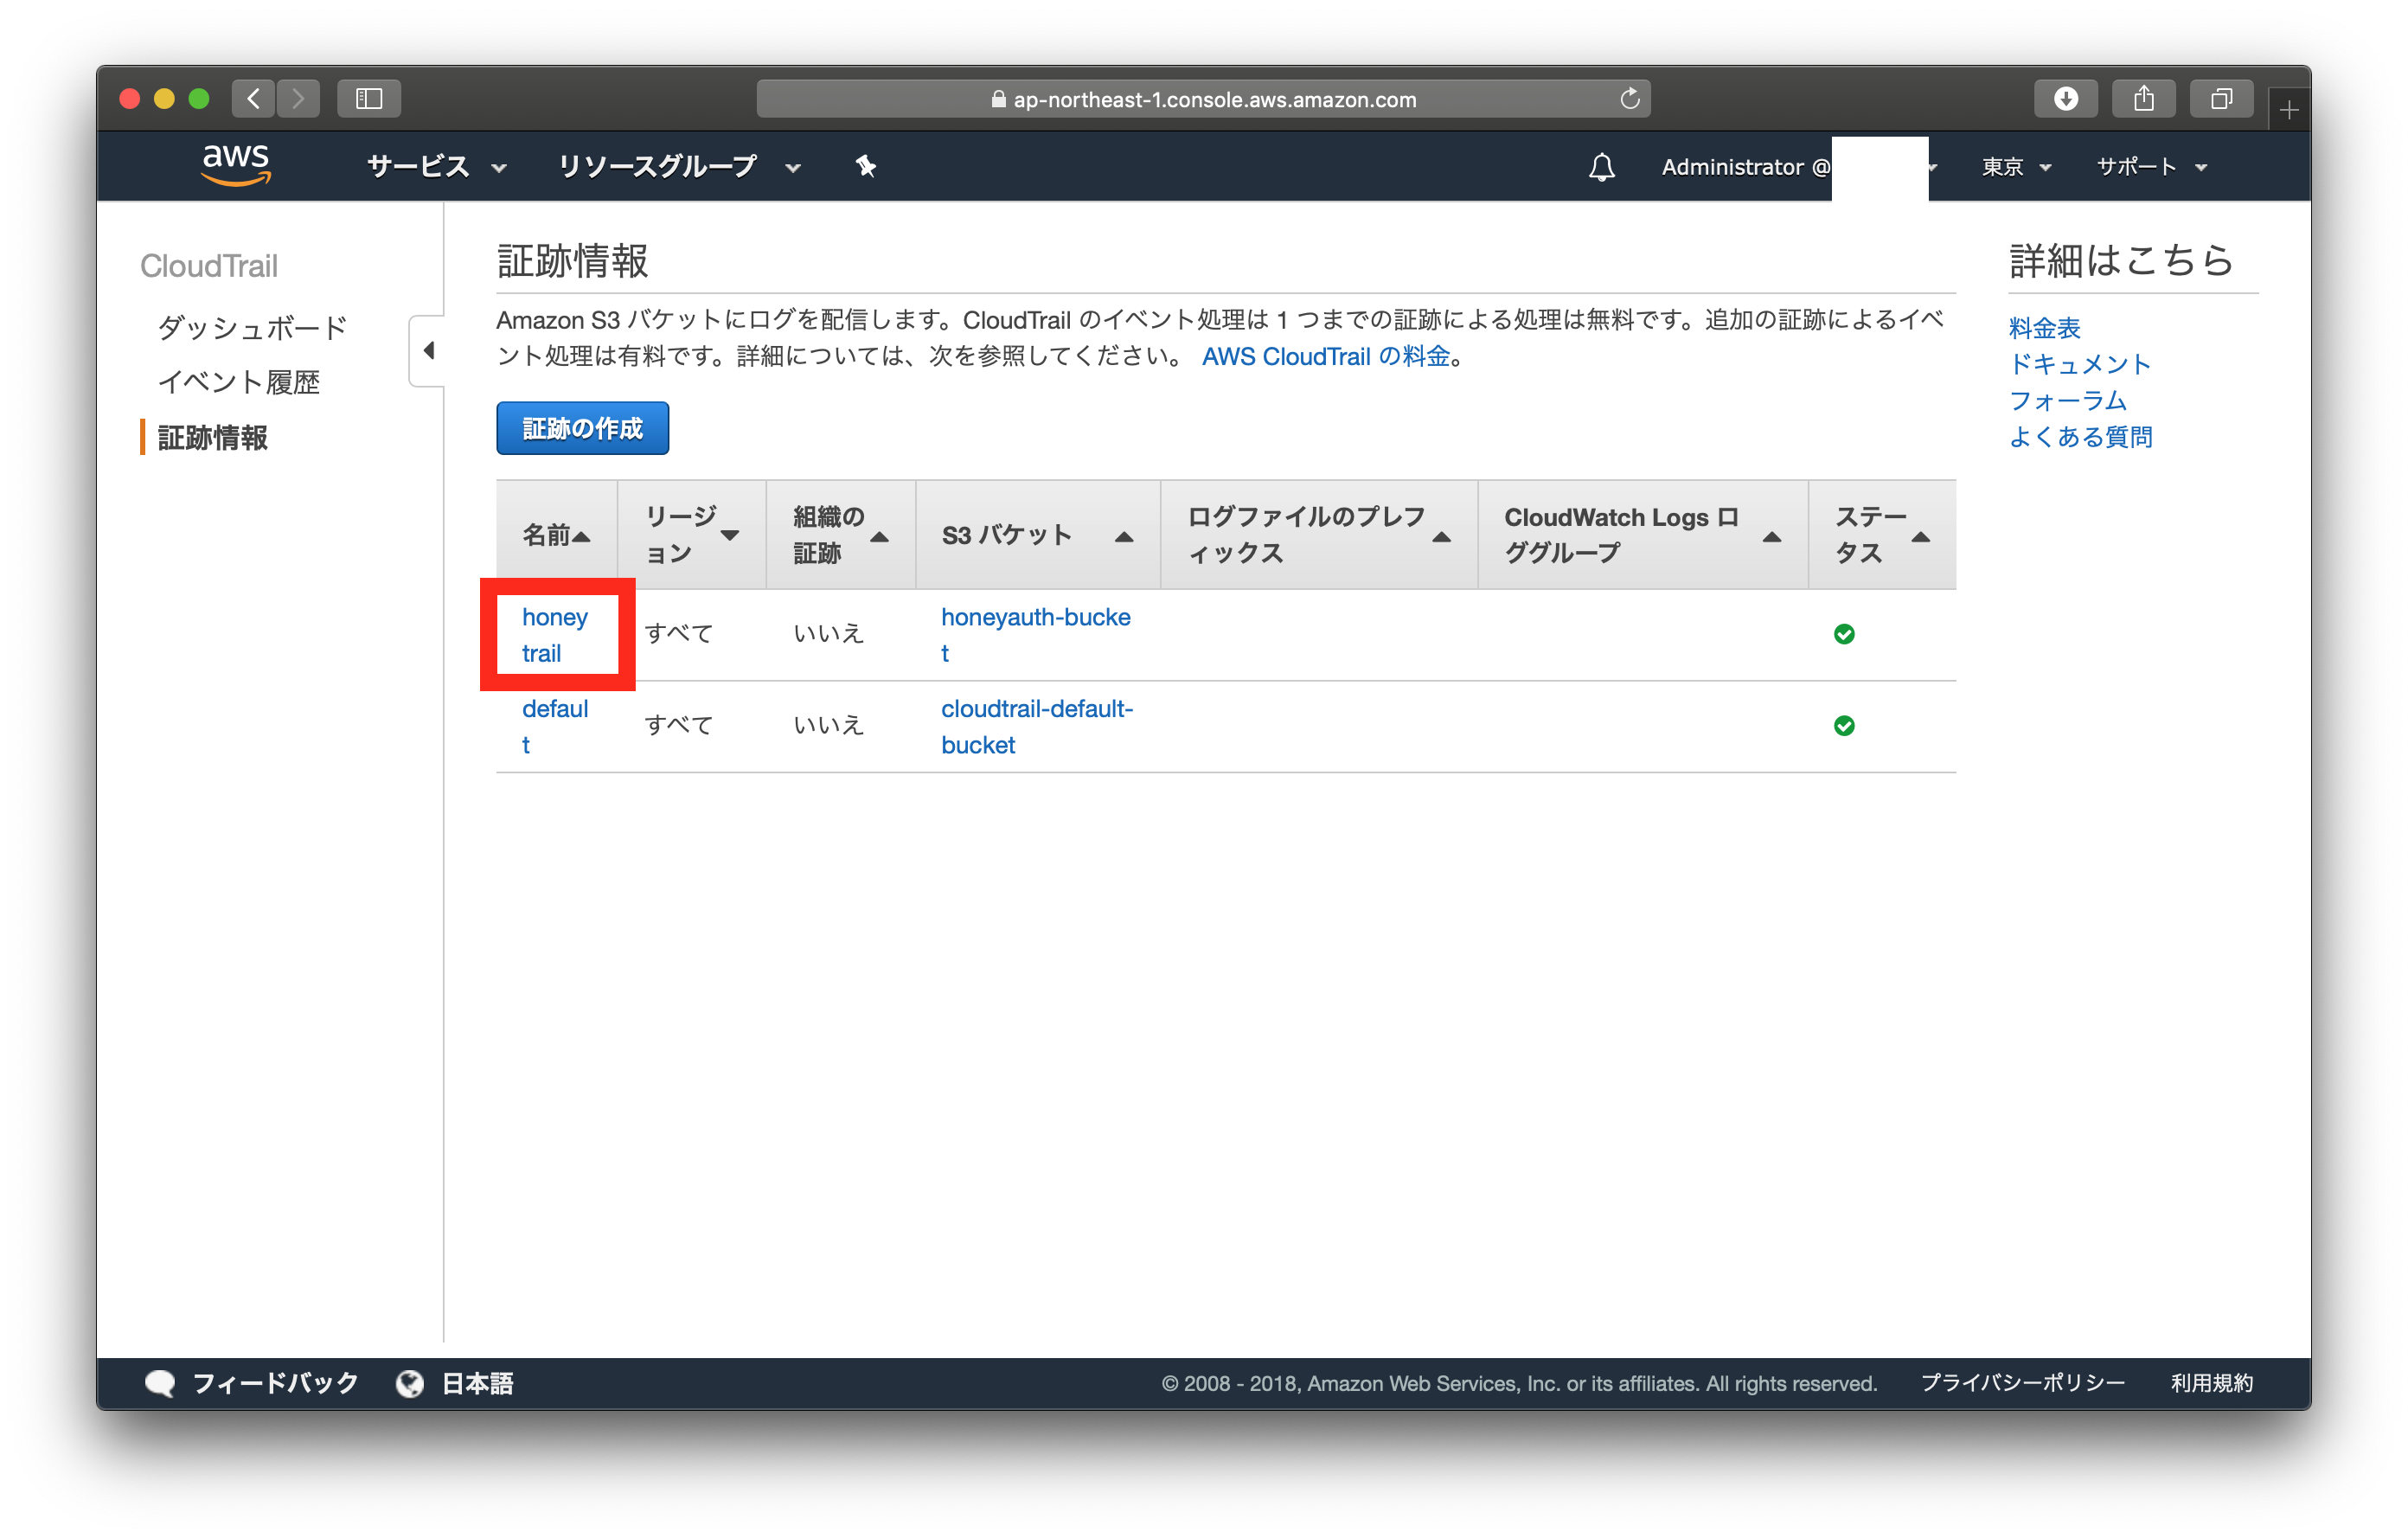 ap-northeast-1.console.aws.amazon.com
aws サービス リソースグループ Administrator @ 東京 サポート
CloudTrail
ダッシュボード
イベント履歴
証跡情報
証跡情報
Amazon S3 バケットにログを配信します。CloudTrail のイベント処理は 1 つまでの証跡による処理は無料です。追加の証跡によるイベ
ント処理は有料です。詳細については、次を参照してください。 AWS CloudTrail の料金。
証跡の作成
名前
リージ
ョン
組織の
証跡
S3 バケット
ログファイルのプレフ
ィックス
CloudWatch Logs ロ
ググループ
ステー
タス
honey
trail
すべて
いいえ
honeyauth-bucke
t
defaul
t
すべて
いいえ
cloudtrail-default-
bucket
詳細はこちら
料金表
ドキュメント
フォーラム
よくある質問
フィードバック 日本語 © 2008 - 2018, Amazon Web Services, Inc. or its affiliates. All rights reserved. プライバシーポリシー 利用規約